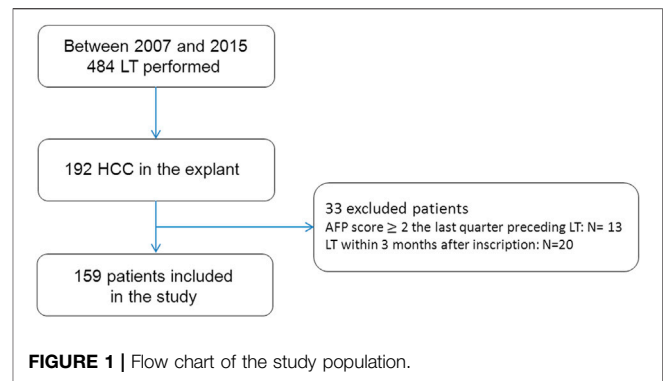 Between 2007 and 2015
484 LT performed
192 HCC in the explant
33 excluded patients
AFP score ≥ 2 the last quarter preceding LT: N= 13
LT within 3 months after inscription: N=20
159 patients included
in the study
FIGURE 1 | Flow chart of the study population.